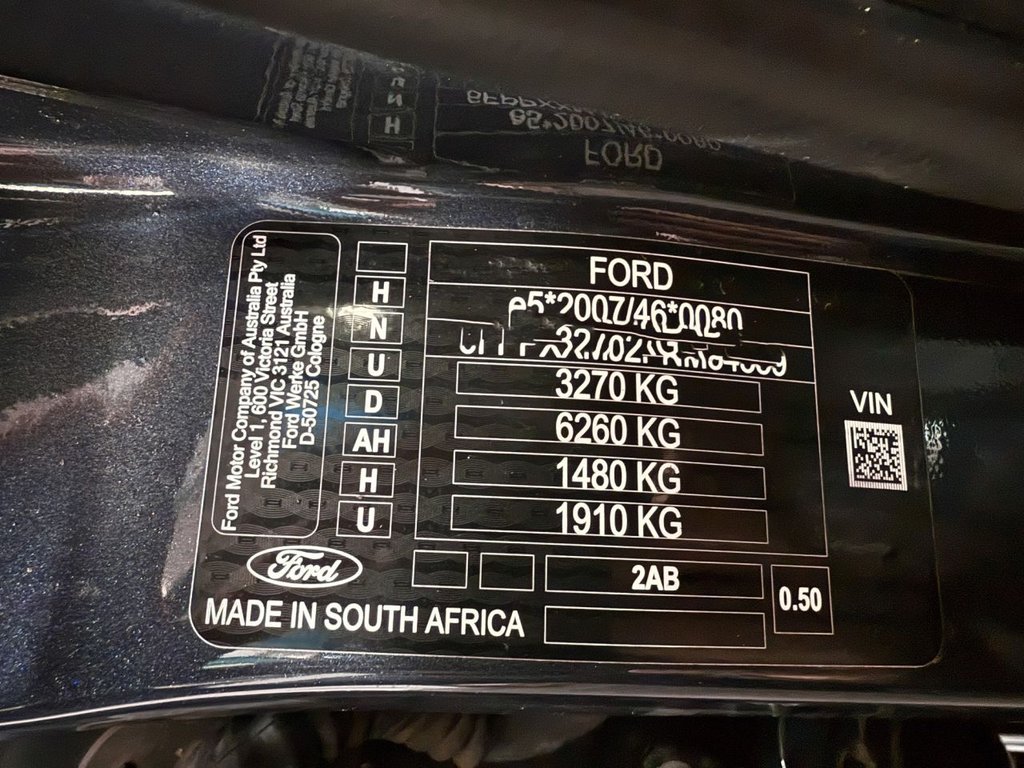 Ford Motor Company of Australia Pty Ltd
Level 1, 600 Victoria Street
Richmond VIC 3121 Australia
Ford Werke GmbH
D-50725 Cologne
H
N
U
D
AH
H
U
FORD
3270 KG
6260 KG
1480 KG
1910 KG
VIN
Ford
2AB
0.50
MADE IN SOUTH AFRICA